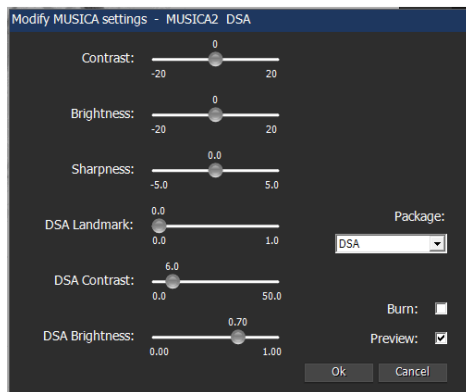 Modify MUSICA settings - MUSICA2 DSA
0
Contrast:
-20 20
0
Brightness:
-20 20
0.0
Sharpness:
-5.0 5.0
0.0
DSA Landmark:
0.0 1.0
Package:
DSA
6.0
DSA Contrast:
0.0 50.0
Burn:
0.70
DSA Brightness:
Preview:
0.00 1.00
Ok Cancel